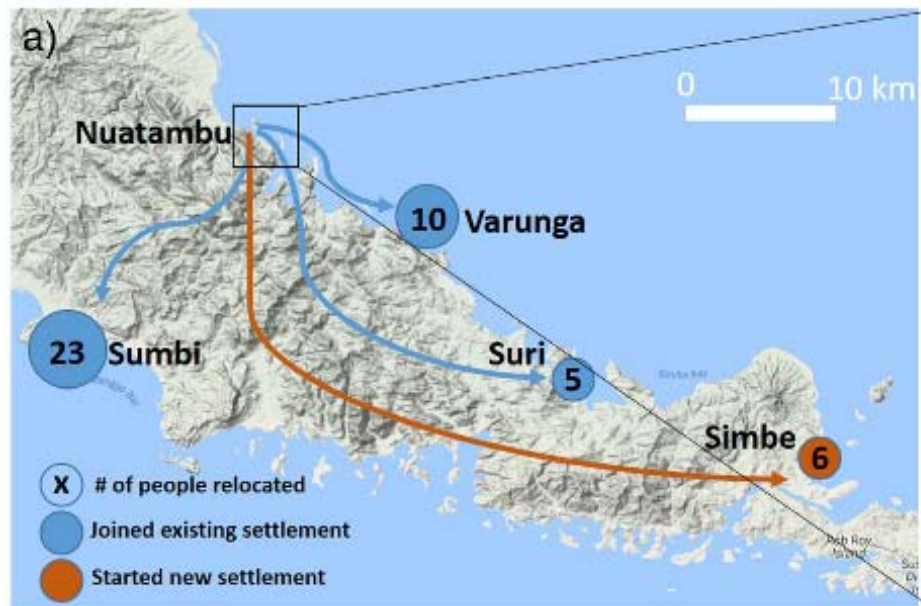 a)
0 10 km
Nuatambu
10 Varunga
23 Sumbi
Suri
5
Simbe
6
X # of people relocated
Joined existing settlement
Started new settlement
Island